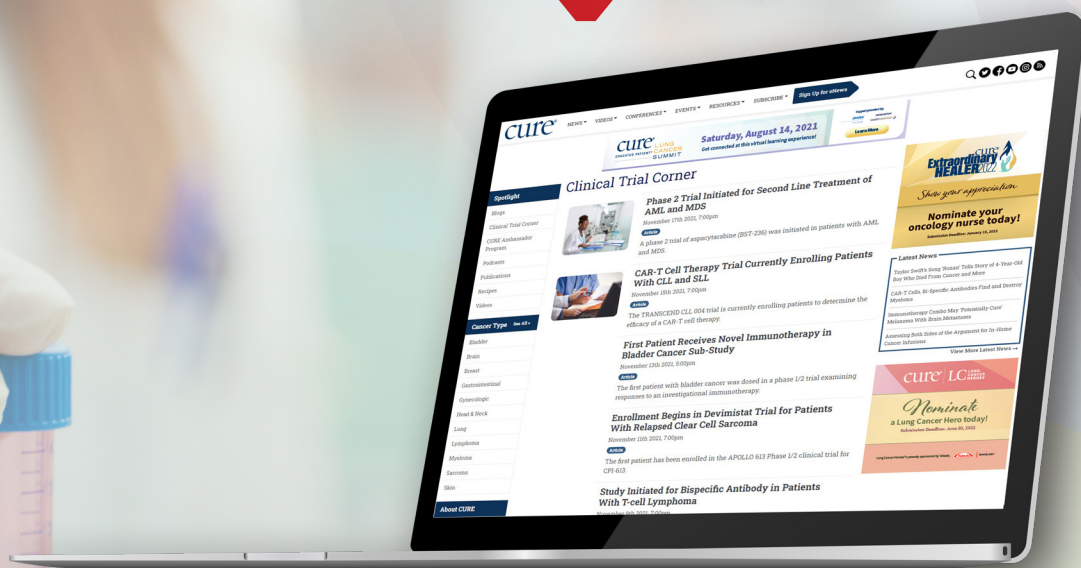 cure®
NEWS
VIDEOS
CONFERENCES
EVENTS
RESOURCES
SUBSCRIBE
Sign Up for eNews
cure® LUNG CANCER SUMMIT
EDUCATED PATIENT®
Saturday, August 14, 2021
Get connected at this virtual learning experience!
Learn More
Spotlight
Blogs
Clinical Trial Corner
CURE Ambassador
Program
Podcasts
Publications
Recipes
Videos
Cancer Type See All >
Bladder
Brain
Breast
Gastrointestinal
Gynecologic
Head & Neck
Lung
Lymphoma
Myeloma
Sarcoma
Skin
About CURE
Clinical Trial Corner
Phase 2 Trial Initiated for Second Line Treatment of
AML and MDS
November 17th 2021, 7:00pm
Article
A phase 2 trial of aspacytarabine (BST-236) was initiated in patients with AML
and MDS.
CAR-T Cell Therapy Trial Currently Enrolling Patients
With CLL and SLL
November 15th 2021, 7:00pm
Article
The TRANSCEND CLL 004 trial is currently enrolling patients to determine the
efficacy of a CAR-T cell therapy.
First Patient Receives Novel Immunotherapy in
Bladder Cancer Sub-Study
November 13th 2021, 5:00pm
Article
The first patient with bladder cancer was dosed in a phase 1/2 trial examining
responses to an investigational immunotherapy.
Enrollment Begins in Devimistat Trial for Patients
With Relapsed Clear Cell Sarcoma
November 11th 2021, 7:00pm
Article
The first patient has been enrolled in the APOLLO 613 Phase 1/2 clinical trial for
CPI-613.
Study Initiated for Bispecific Antibody in Patients
With T-cell Lymphoma
November 9th 2021, 7:00pm
cure®
Extraordinary
HEALER 2022
Show your appreciation
Nominate your
oncology nurse today!
Latest News
Taylor Swift's Song 'Ronan' Tells Story of 4-Year-Old
Boy Who Died From Cancer and More
CAR-T Cells, Bi-Specific Antibodies Find and Destroy
Myeloma
Immunotherapy Combo May 'Potentially Cure'
Melanoma With Brain Metastases
Assessing Both Sides of the Argument for In-Home
Cancer Infusions
View More Latest News →
cure® LC LUNG CANCER HEROES
Nominate
a Lung Cancer Hero today!